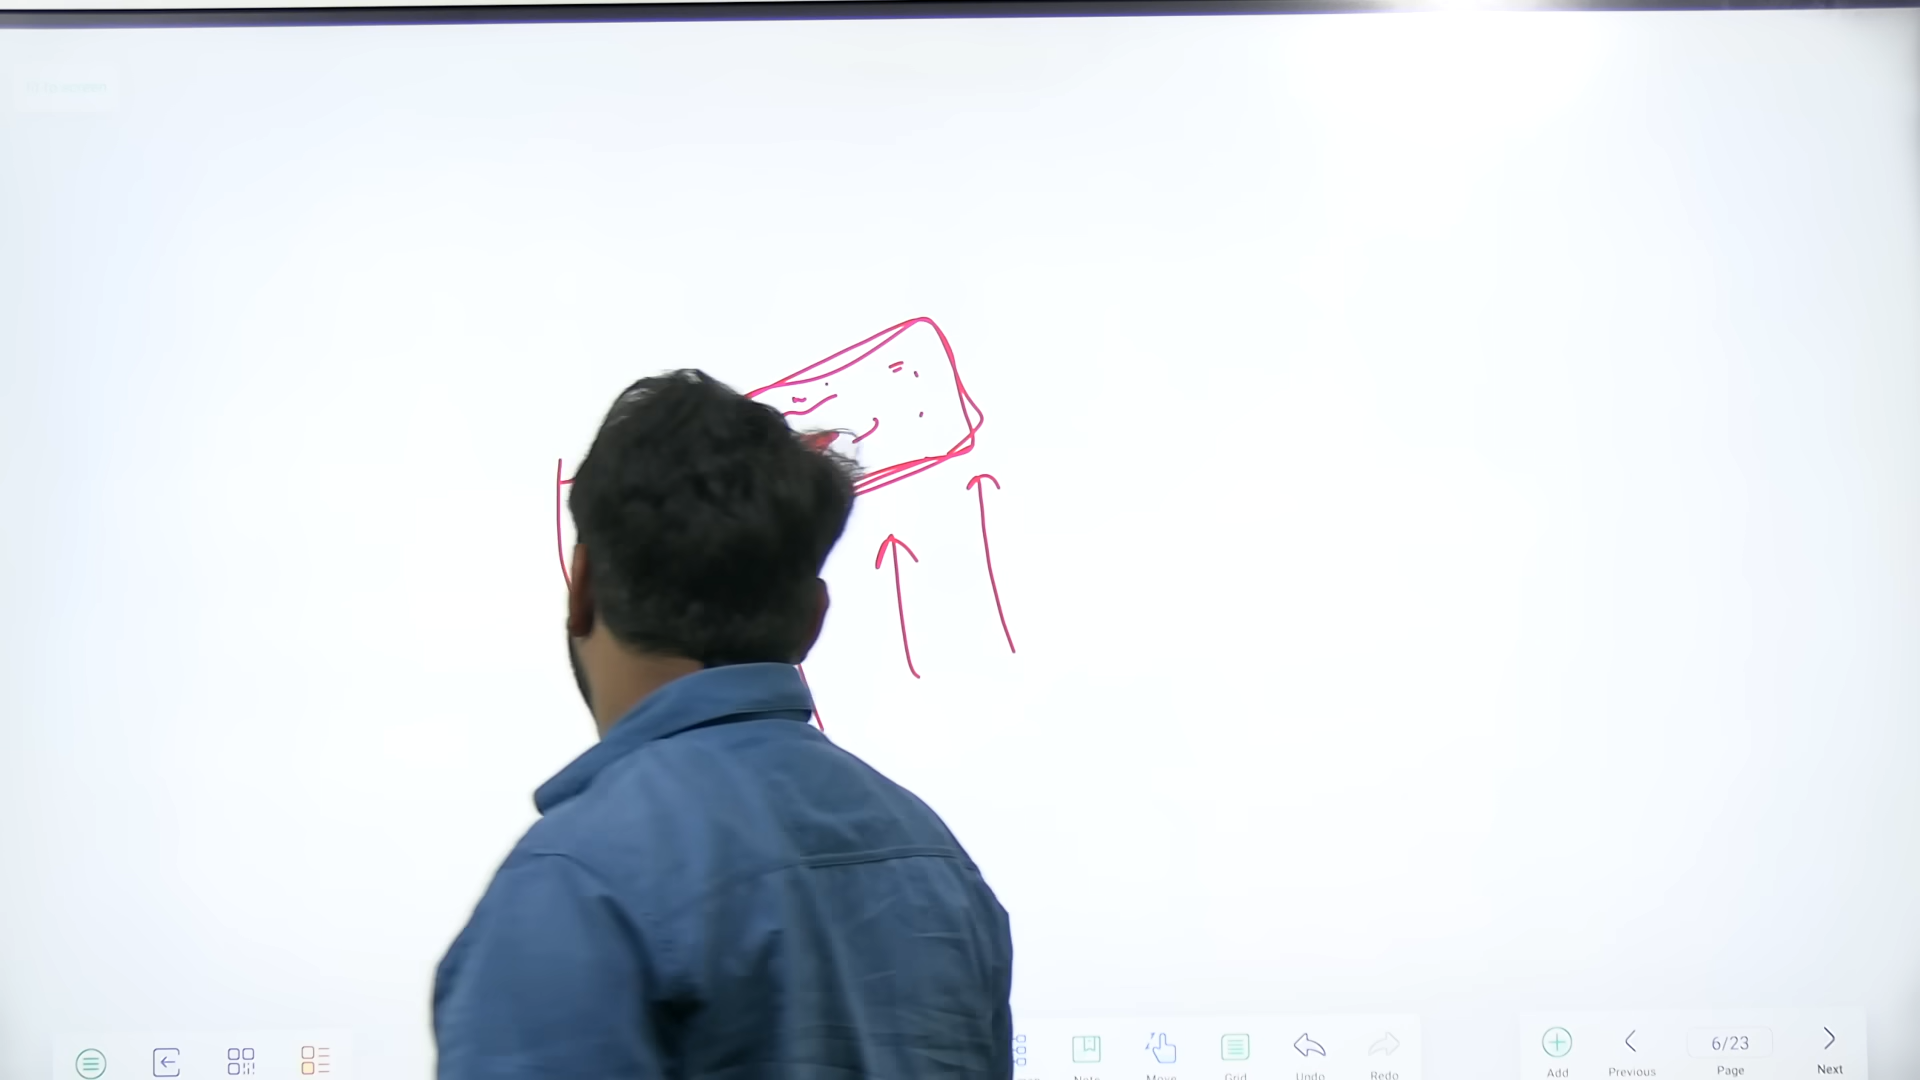 Note
Move
Grid
Undo
Redo
Add
Previous
6/23
Page
Next